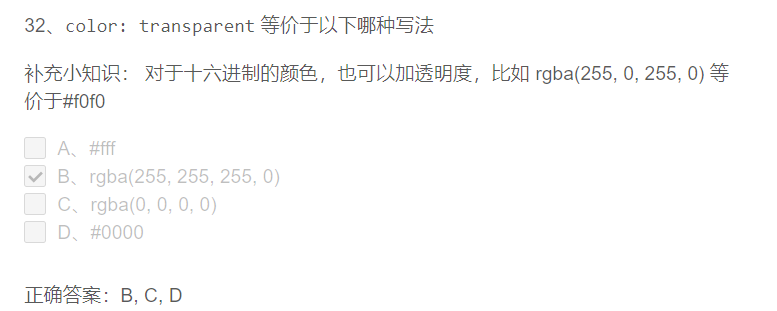 32、color: transparent 等价于以下哪种写法
补充小知识： 对于十六进制的颜色，也可以加透明度，比如 rgba(255, 0, 255, 0) 等
价于#f0f0
A、#fff
B、rgba(255, 255, 255, 0)
C、rgba(0, 0, 0, 0)
D、#0000
正确答案：B, C, D